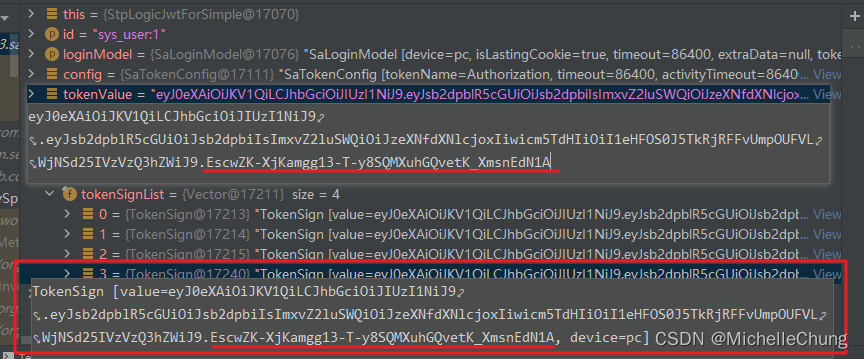 this = {StpLogicJwtForSimple@17070}
id = "sys_user:1"
loginModel = {SaLoginModel@17076} "SaLoginModel [device=pc, isLastingCookie=true, timeout=86400, extraData=null, toke
config = {SaTokenConfig@17111} "SaTokenConfig [tokenName=Authorization, timeout=86400, activityTimeout=8640... View
tokenValue = "eyJ0eXAiOiJKV1QiLCJhbGciOiJIUzI1NiJ9.eyJsb2dpblR5cGUiOiJsb2dpbiIsImxvZ2luSWQiOiJzeXNfdXNlcjox... View
eyJ0eXAiOiJKV1QiLCJhbGciOiJIUzI1NiJ9
.eyJsb2dpblR5cGUiOiJsb2dpbiIsImxvZ2luSWQiOiJzeXNfdXNlcjoxIiwicm5TdHIiOiI1eHFOS0J5TkRjRFFvUmpOUFVL
WjNSd25IVzVzQ3hZWiJ9.EscwZK-XjKamgg13-T-y8SQMXuhGQvetK_XmsnEdN1A
tokenSignList = {Vector@17211} size = 4
0 = {TokenSign@17213} "TokenSign [value=eyJ0eXAiOiJKV1QiLCJhbGciOiJIUzI1NiJ9.eyJsb2dpblR5cGUiOiJsb2dpb... View
1 = {TokenSign@17214} "TokenSign [value=eyJ0eXAiOiJKV1QiLCJhbGciOiJIUzI1NiJ9.eyJsb2dpblR5cGUiOiJsb2dpb... View
2 = {TokenSign@17215} "TokenSign [value=eyJ0eXAiOiJKV1QiLCJhbGciOiJIUzI1NiJ9.eyJsb2dpblR5cGUiOiJsb2dpb... View
3 = {TokenSign@17240} "TokenSign [value=eyJ0eXAiOiJKV1QiLCJhbGciOiJIUzI1NiJ9.eyJsb2dpblR5cGUiOiJsb2dpb... View
TokenSign [value=eyJ0eXAiOiJKV1QiLCJhbGciOiJIUzI1NiJ9
.eyJsb2dpblR5cGUiOiJsb2dpbiIsImxvZ2luSWQiOiJzeXNfdXNlcjoxIiwicm5TdHIiOiI1eHFOS0J5TkRjRFFvUmpOUFVL
WjNSd25IVzVzQ3hZWiJ9.EscwZK-XjKamgg13-T-y8SQMXuhGQvetK_XmsnEdN1A, device=pc]
CSDN @MichelleChung